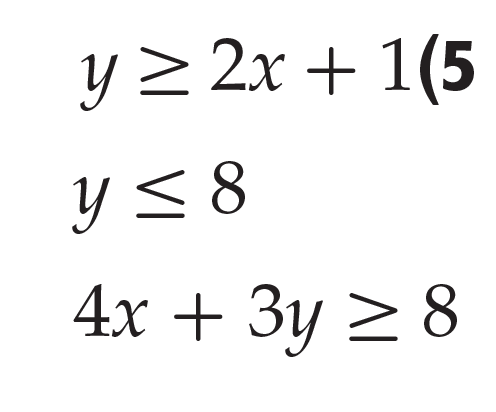 y ≥ 2x + 1(5
y ≤ 8
4x + 3y ≥ 8